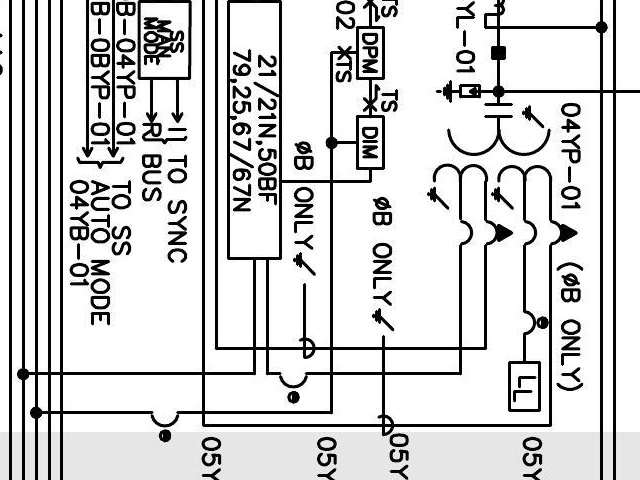 04YP-01
(øB ONLY)
YL-01
LL
TS
DPM
TS
DIM
02
XTS
øB ONLY
øB ONLY
21/21N,50BF
79,25,67/67N
SS
MAN
MODE
I
R
TO SYNC
BUS
B-04YP-01
B-0BYP-01
TO SS
AUTO MODE
04YB-01
05Y
05Y
05Y
05Y